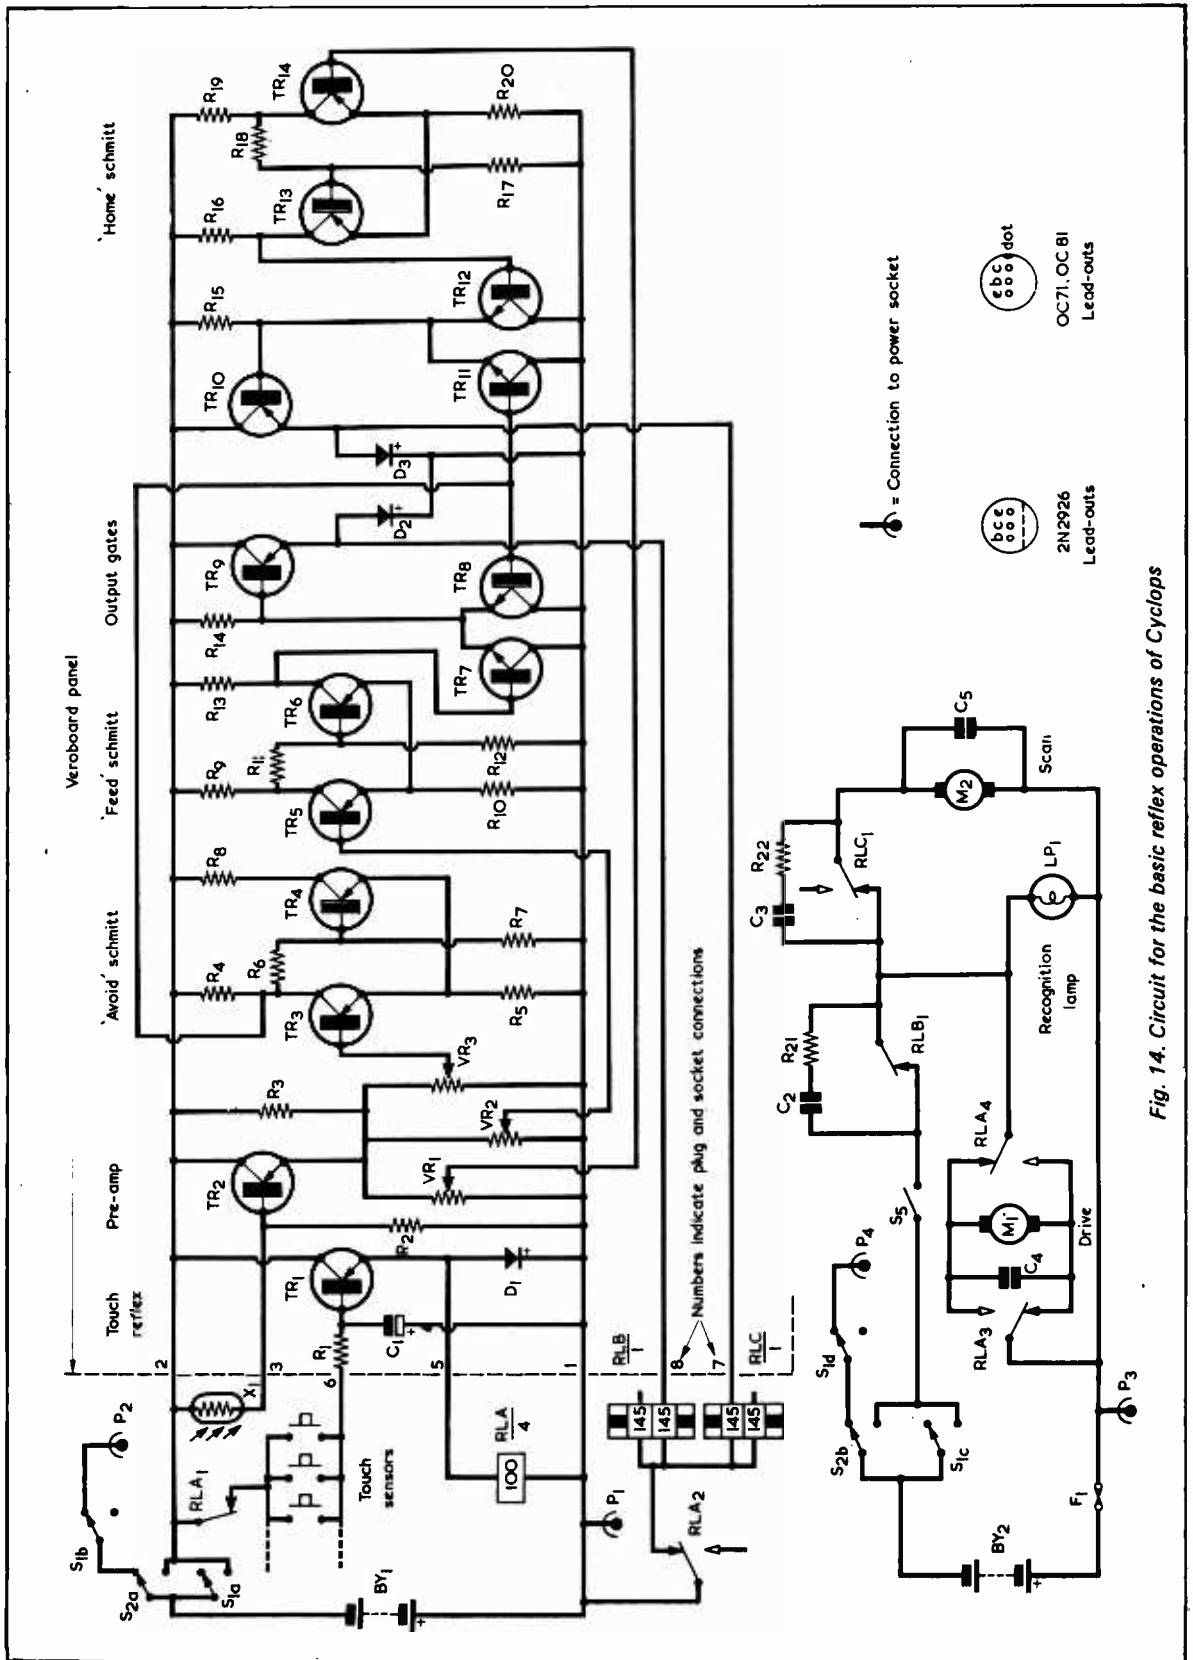 Veroboard panel
Touch reflex
Pre-amp
'Avoid' schmitt
'Feed' schmitt
Output gates
'Home' schmitt
S1b
P2
S2a
S1a
RLA1
X1
2
3
6
5
1
Touch sensors
BY1
+
P1
RLA
4
100
RLA2
R1
C1
+
TR1
D1
+
R2
TR2
R3
VR1
VR2
VR3
R4
R6
TR3
R5
R8
TR4
R7
R9
R11
TR5
R10
R13
TR6
R12
R14
TR7
TR8
TR9
D2
+
D3
+
TR10
R15
TR11
TR12
R16
TR13
R17
R18
R19
TR14
R20
RLB
1
145
145
8
7
RLC
1
145
145
Numbers indicate plug and socket connections
S2b
S1d
P4
S1c
BY2
+
F1
P3
S5
C2
R21
RLB1
RLA3
C4
M1
Drive
RLA4
C3
R22
RLC1
Recognition lamp
LP1
M2
C5
Scan
= Connection to power socket
b c e
2N2926
Lead-outs
e b c
dot
OC71, OC81
Lead-outs
Fig. 14. Circuit for the basic reflex operations of Cyclops